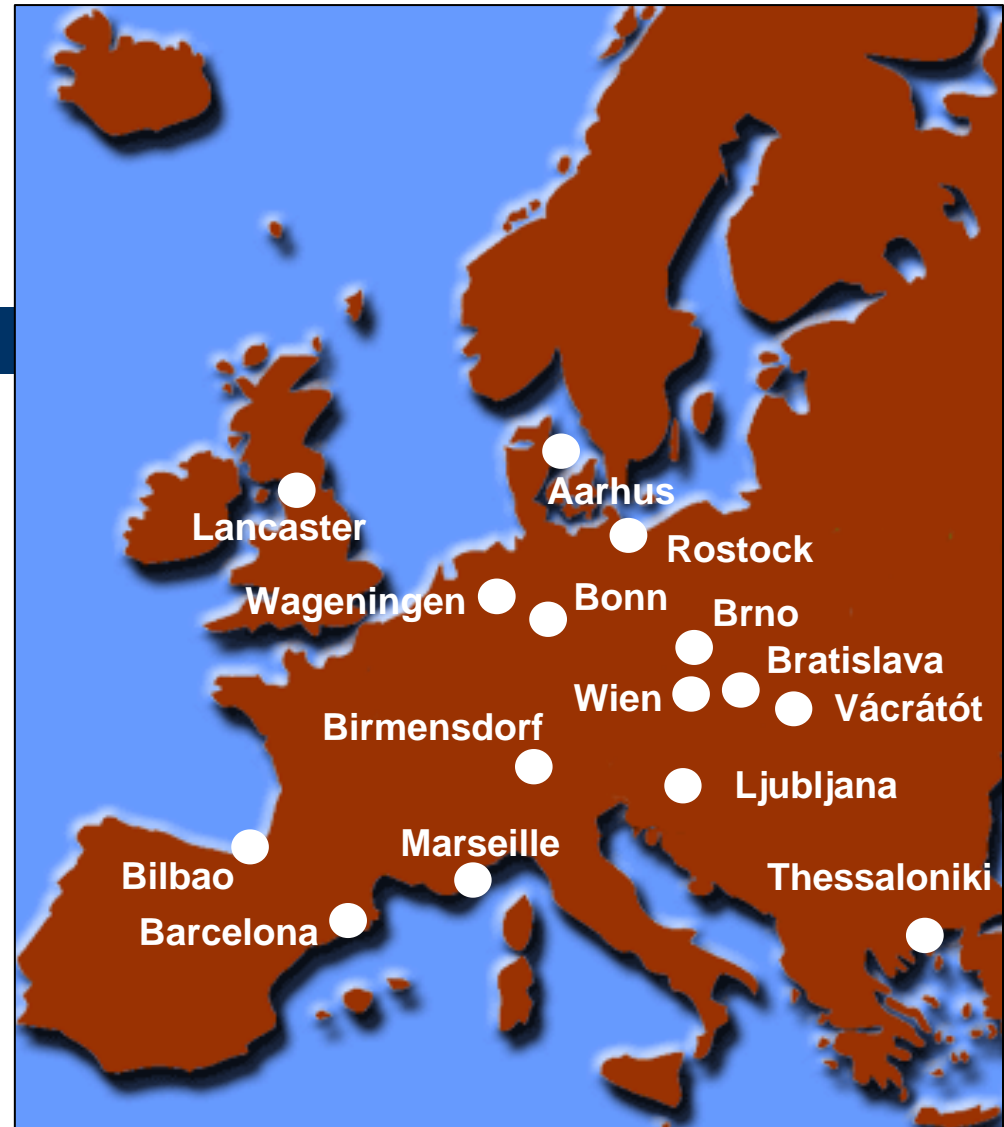 Aarhus
Lancaster
Rostock
Wageningen
Bonn
Brno
Bratislava
Wien
Vácrátót
Birmensdorf
Ljubljana
Marseille
Bilbao
Thessaloniki
Barcelona